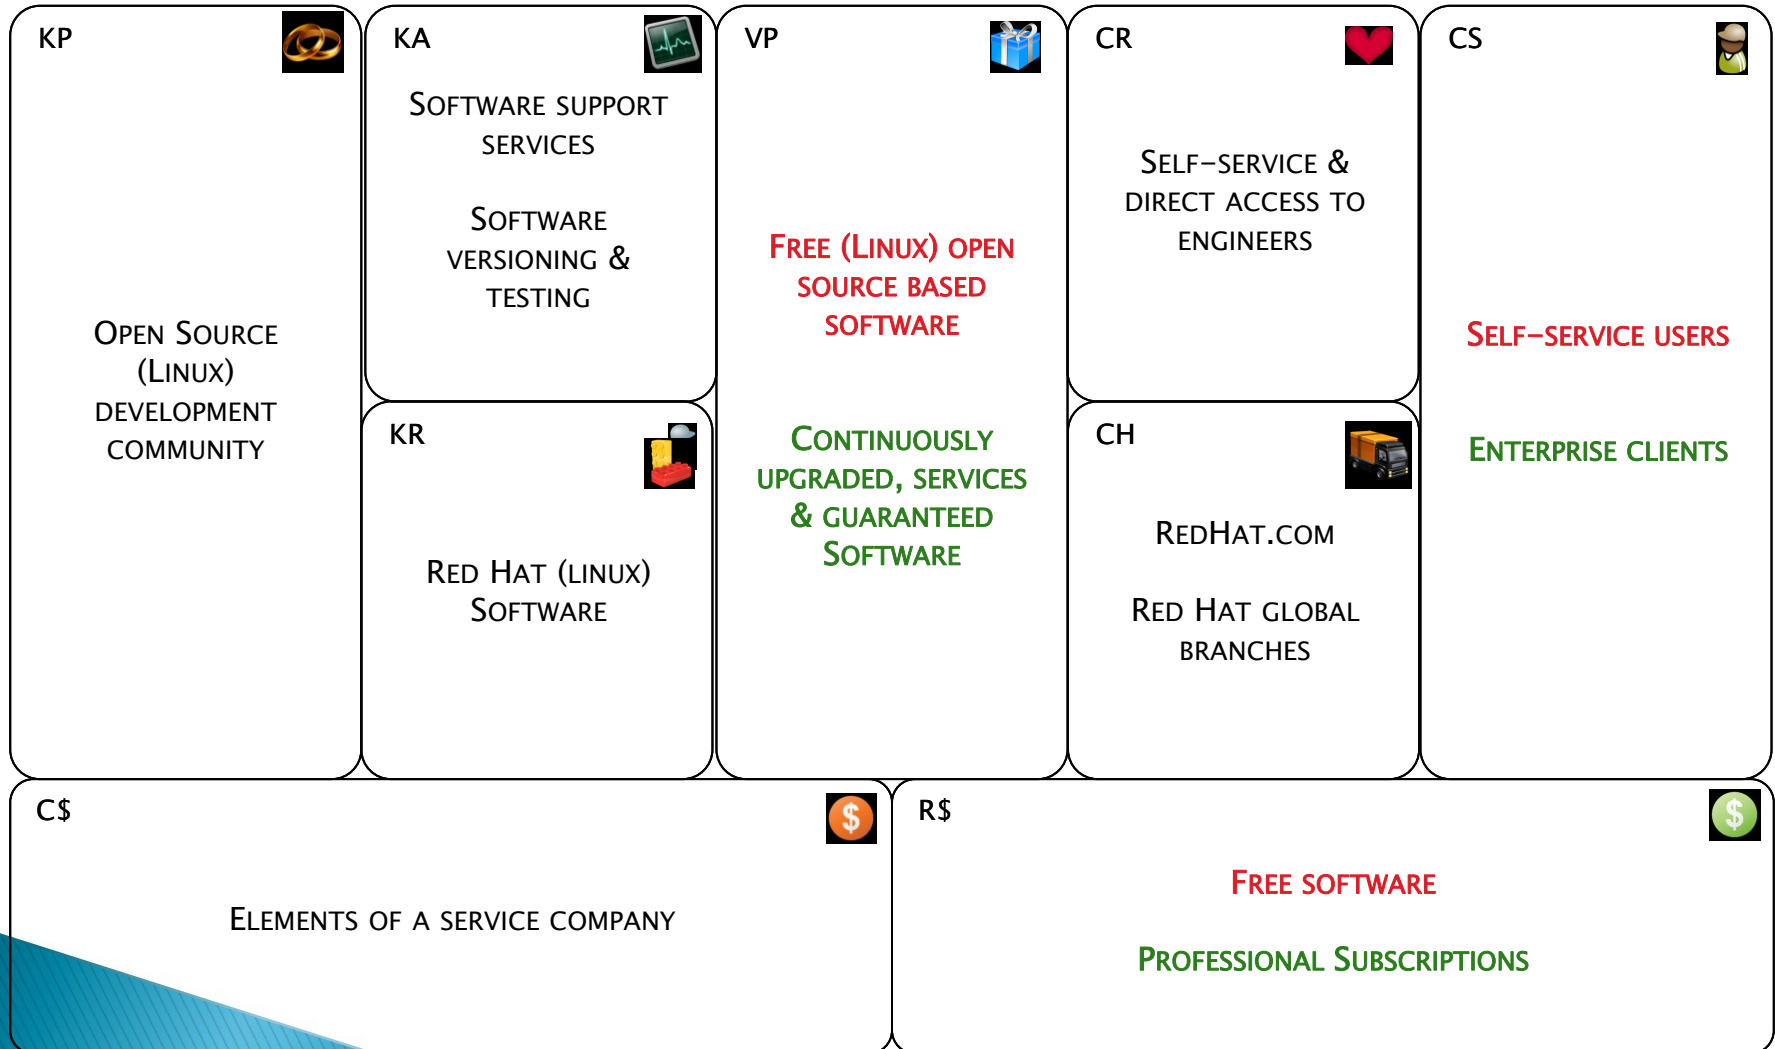 KP
Open Source
(Linux)
development
community
KA
Software support
services
Software
versioning &
testing
KR
Red Hat (linux)
Software
VP
Free (Linux) open
source based
software
Continuously
upgraded, services
& guaranteed
Software
CR
Self-service &
direct access to
engineers
CH
RedHat.com
Red Hat global
branches
CS
Self-service users
Enterprise clients
C$
$
Elements of a service company
R$
$
Free software
Professional Subscriptions